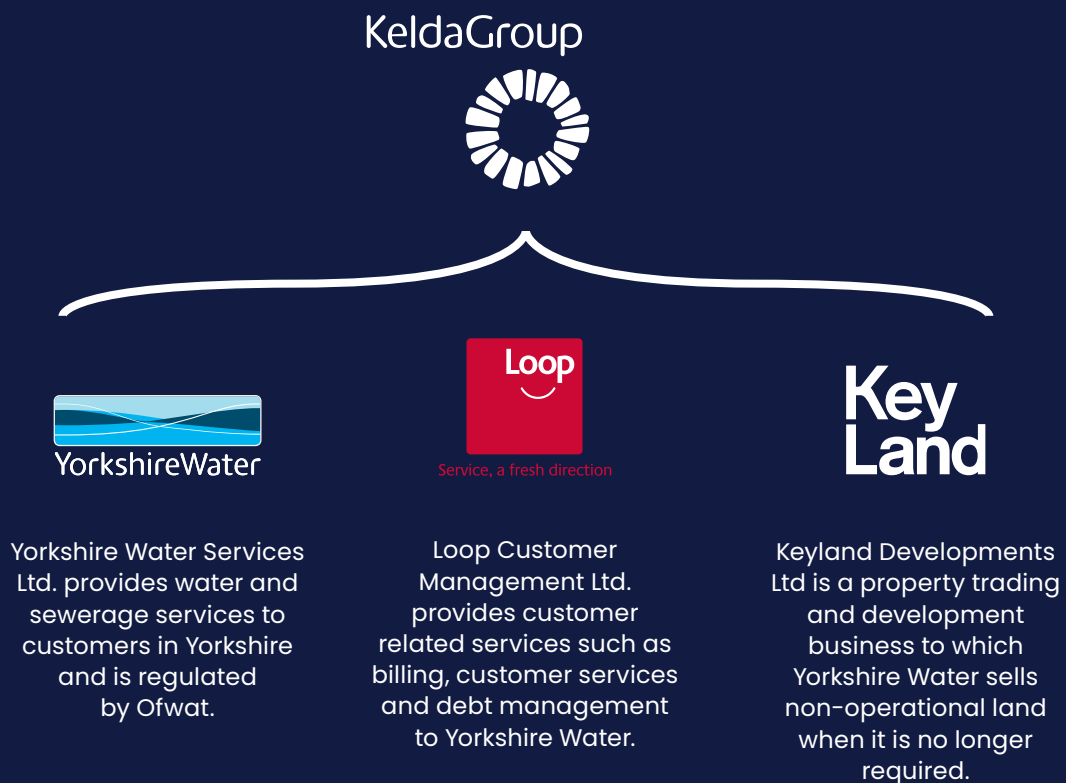 KeldaGroup
YorkshireWater
Yorkshire Water Services
Ltd. provides water and
sewerage services to
customers in Yorkshire
and is regulated
by Ofwat.
Loop
Service, a fresh direction
Loop Customer
Management Ltd.
provides customer
related services such as
billing, customer services
and debt management
to Yorkshire Water.
Key
Land
Keyland Developments
Ltd is a property trading
and development
business to which
Yorkshire Water sells
non-operational land
when it is no longer
required.